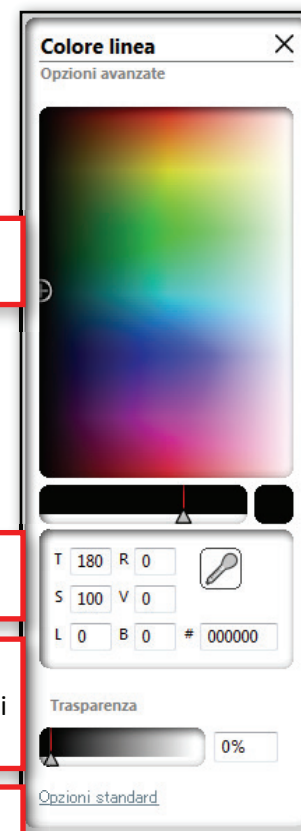 Colore linea
Opzioni avanzate
T 180 R 0
S 100 V 0
L 0 B 0 # 000000
i
Trasparenza
0%
Opzioni standard